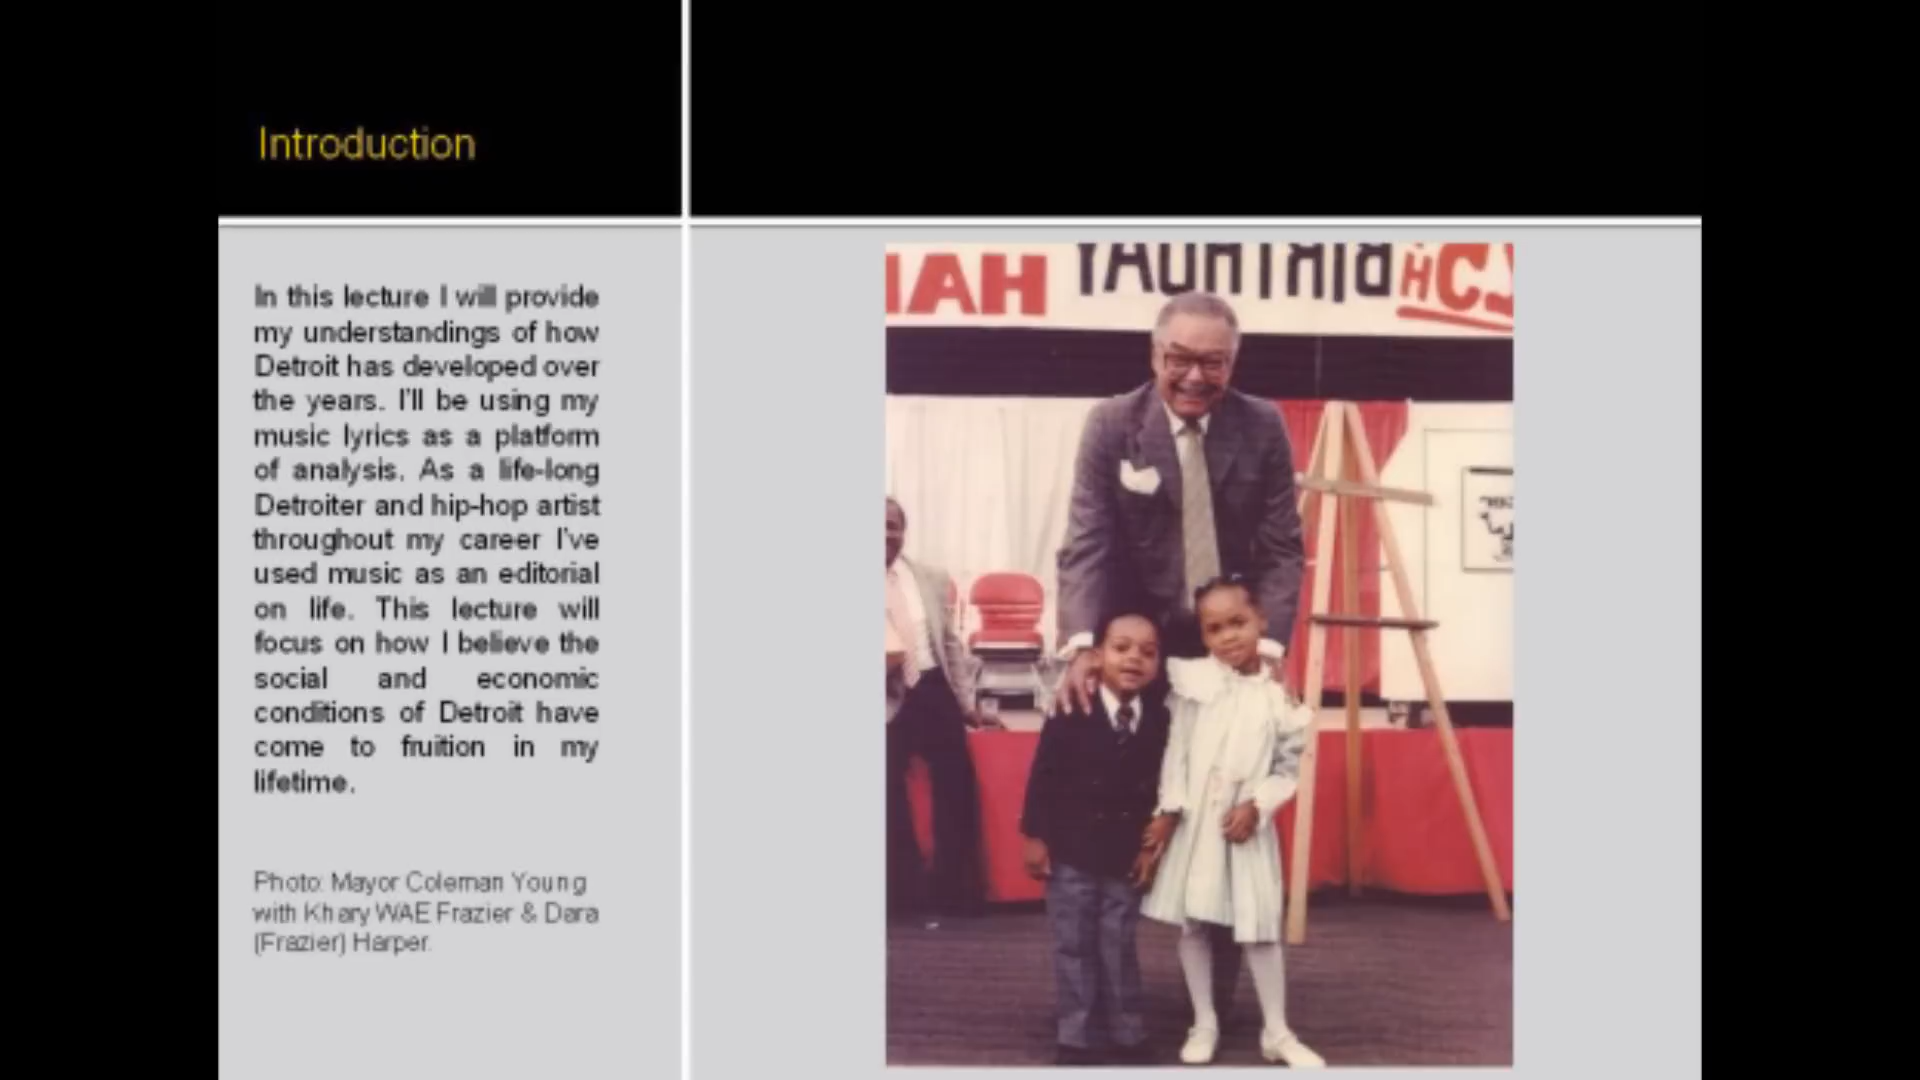 Introduction
In this lecture I will provide
my understandings of how
Detroit has developed over
the years. I'll be using my
music lyrics as a platform
of analysis. As a life-long
Detroiter and hip-hop artist
throughout my career I've
used music as an editorial
on life. This lecture will
focus on how I believe the
social and economic
conditions of Detroit have
come to fruition in my
lifetime.
Photo: Mayor Coleman Young
with Khary WAE Frazier & Dara
(Frazier) Harper.
HAI
YAUHTRIB